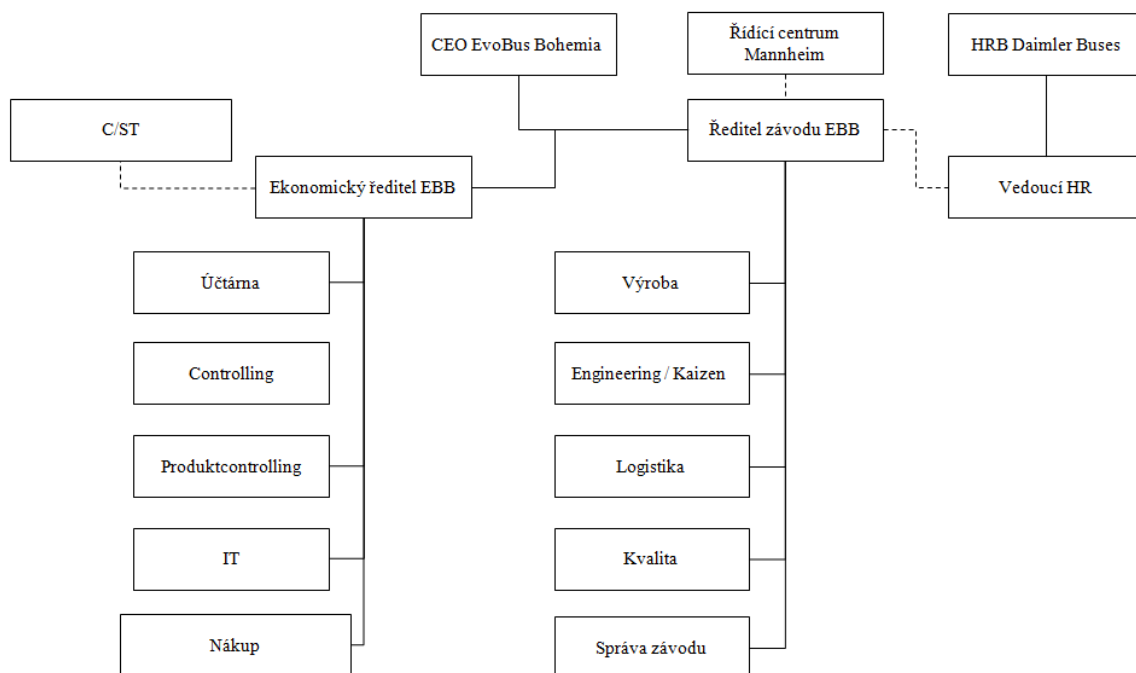 CEO EvoBus Bohemia
Řídící centrum
Mannheim
HRB Daimler Buses
C/ST
Ředitel závodu EBB
Ekonomický ředitel EBB
Vedoucí HR
Účtárna
Výroba
Controlling
Engineering / Kaizen
Produktcontrolling
Logistika
IT
Kvalita
Nákup
Správa závodu